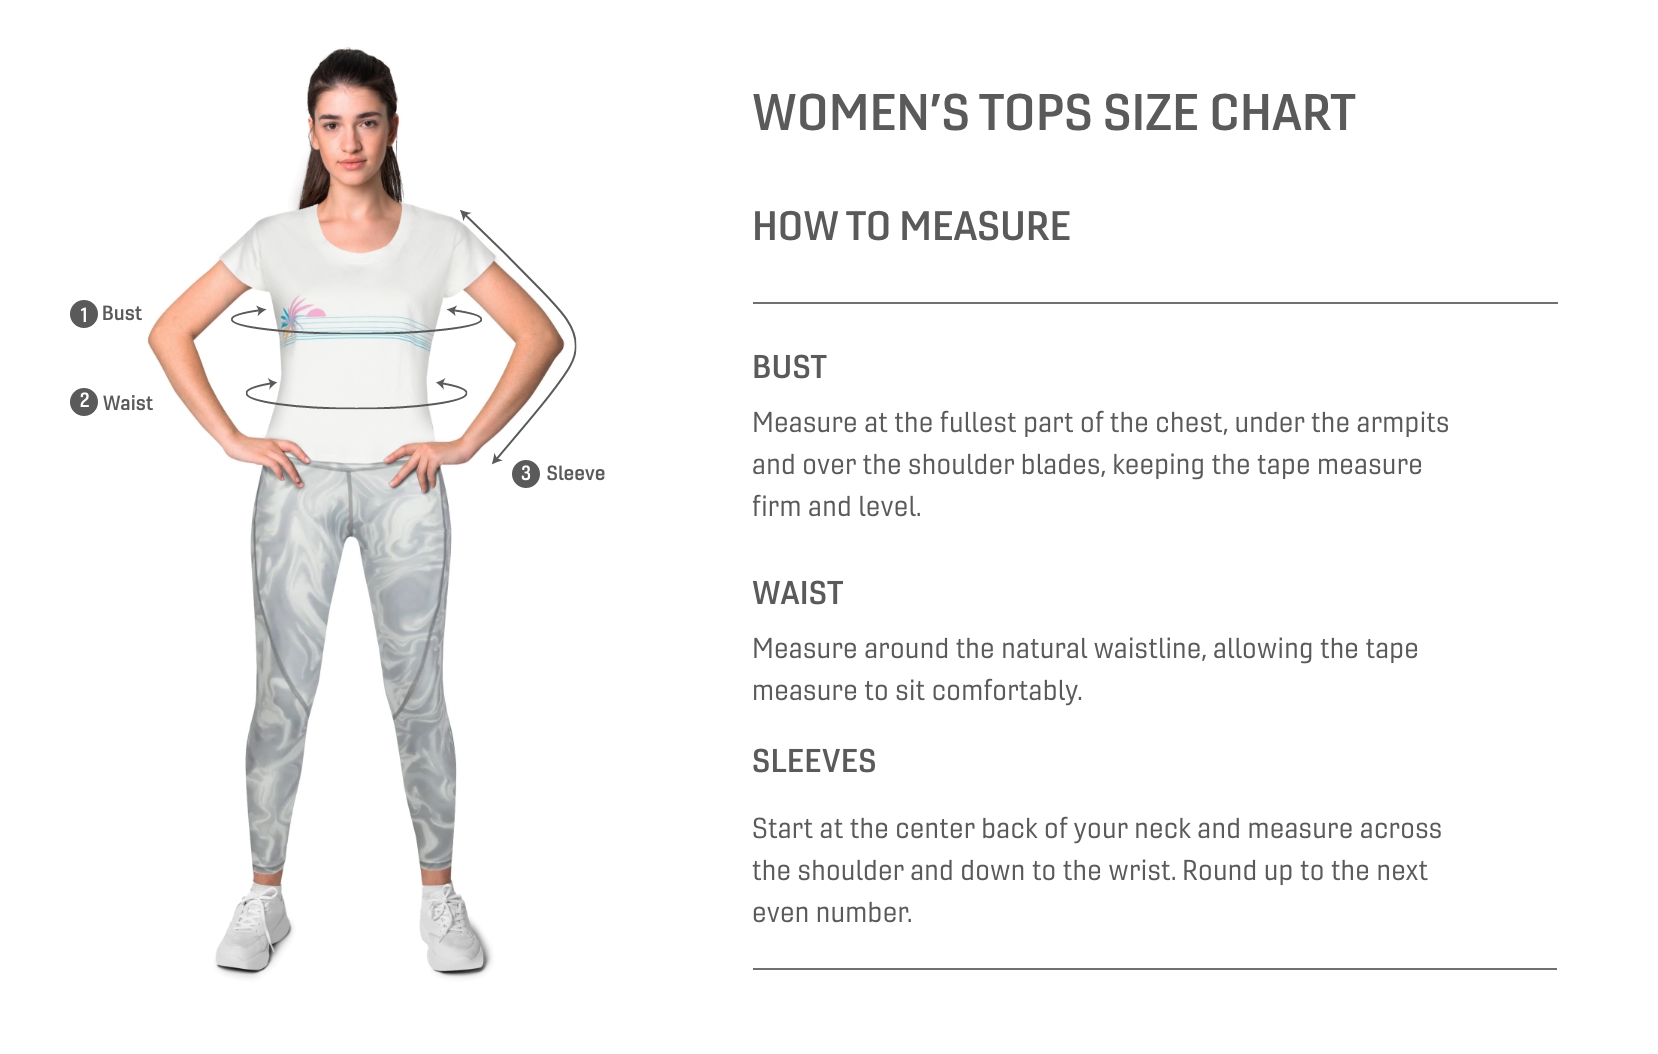 WOMEN'S TOPS SIZE CHART
HOW TO MEASURE
1 Bust
2 Waist
3 Sleeve
BUST
Measure at the fullest part of the chest, under the armpits
and over the shoulder blades, keeping the tape measure
firm and level.
WAIST
Measure around the natural waistline, allowing the tape
measure to sit comfortably.
SLEEVES
Start at the center back of your neck and measure across
the shoulder and down to the wrist. Round up to the next
even number.